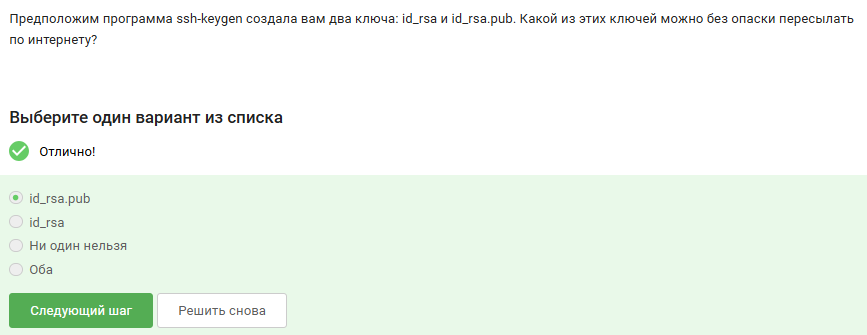 Предположим программа ssh-keygen создала вам два ключа: id_rsa и id_rsa.pub. Какой из этих ключей можно без опаски пересылать
по интернету?
Выберите один вариант из списка
Отлично!
id_rsa.pub
id_rsa
Ни один нельзя
Оба
Следующий шаг
Решить снова